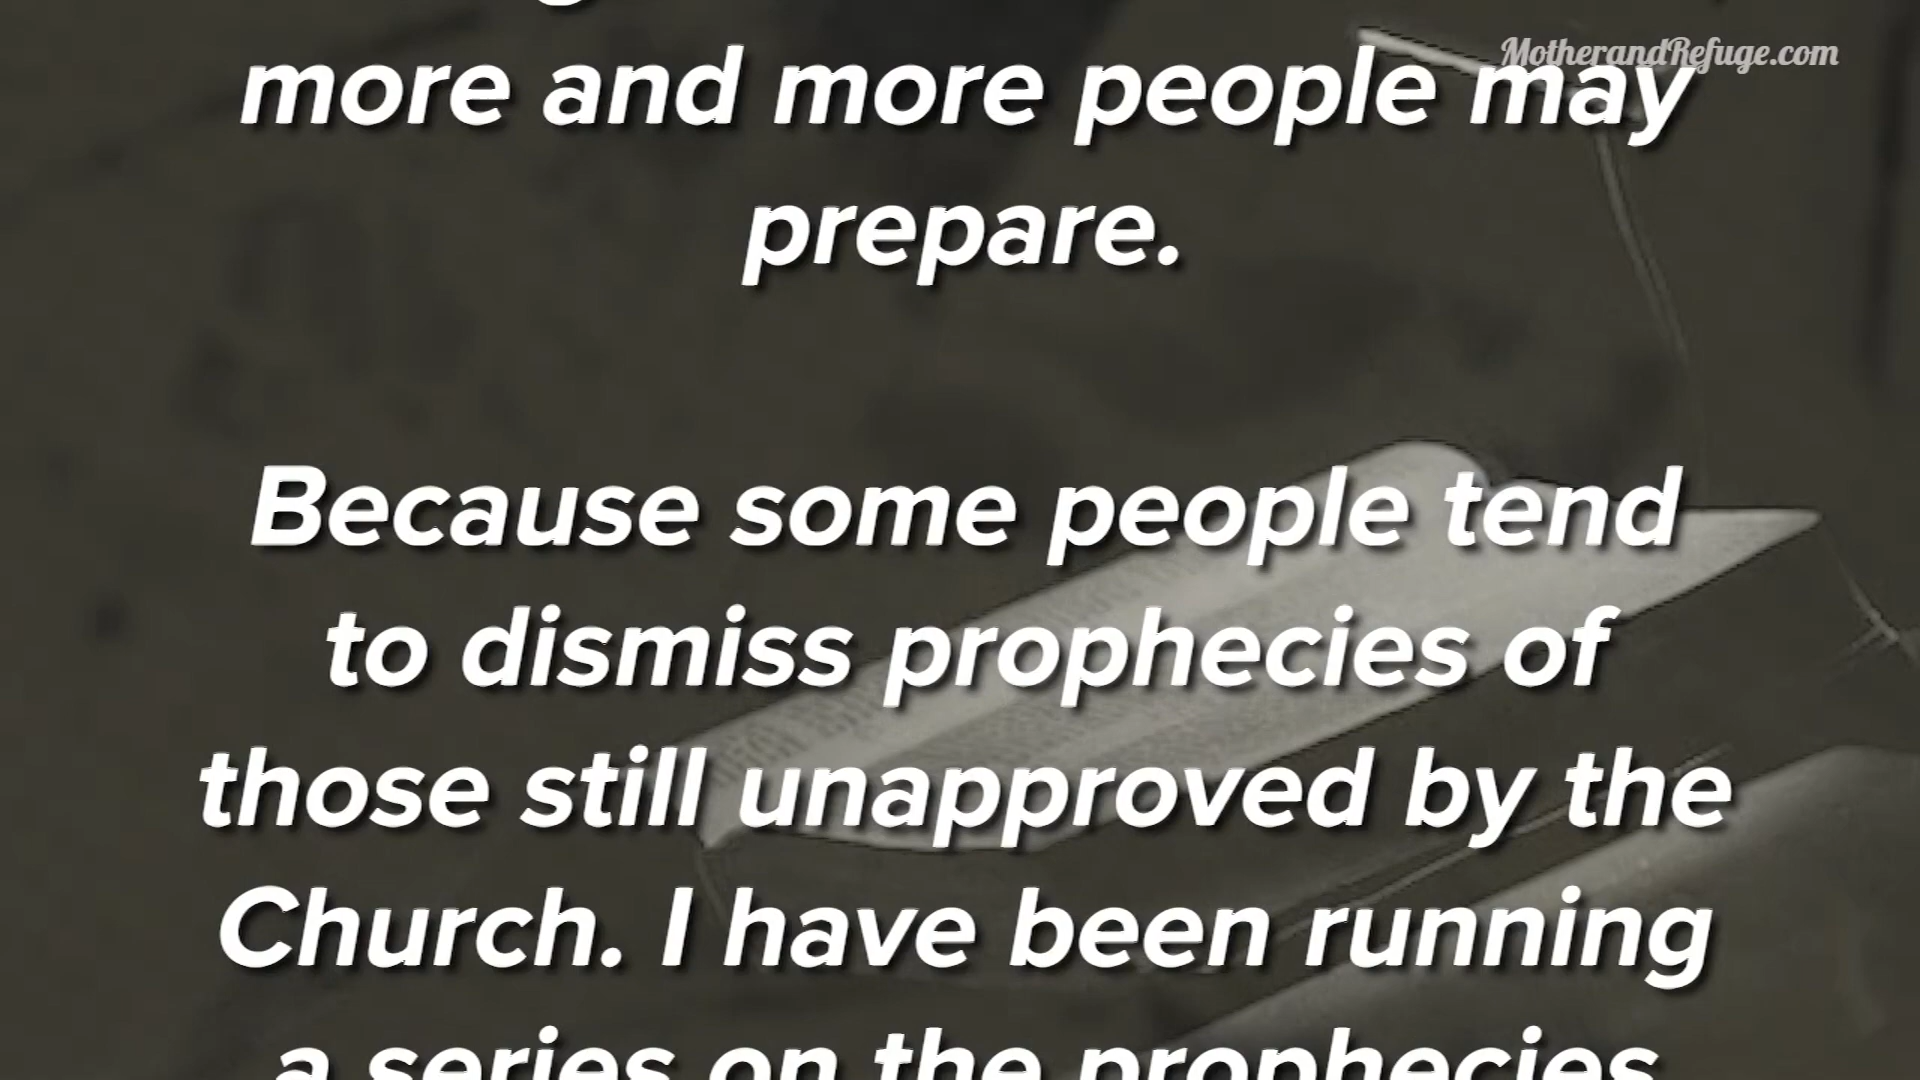 MotherandRefuge.com
more and more people may
prepare.
Because some people tend
to dismiss prophecies of
those still unapproved by the
Church. I have been running
a series on the prophecies